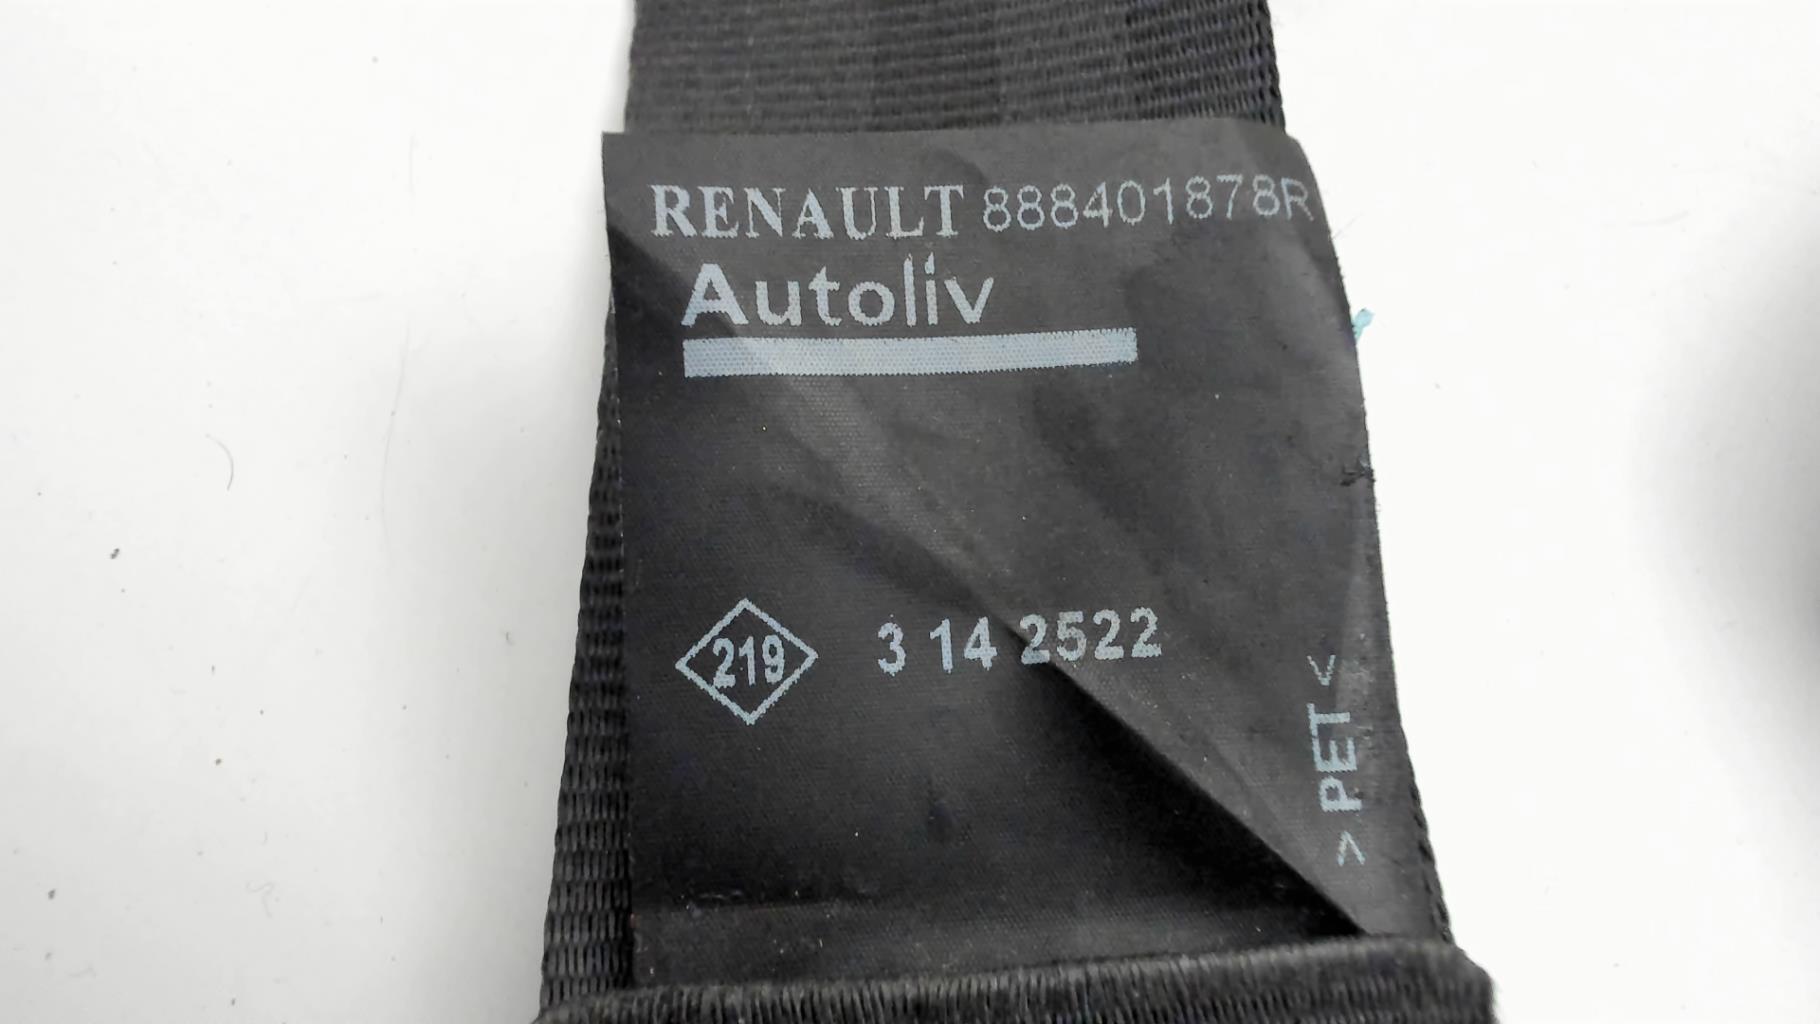 RENAULT 888401878R
Autoliv
219 3 14 2522
>PET<